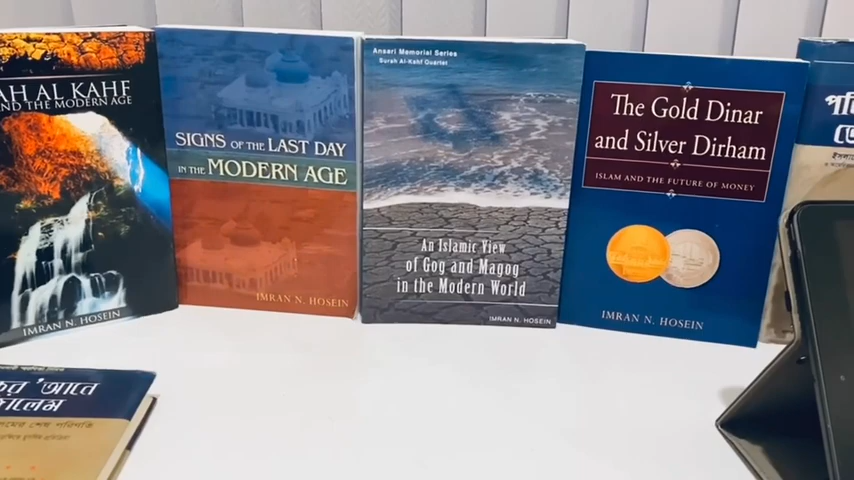 AH AL KAHF
AND THE MODERN AGE
IMRAN N. HOSEIN
SIGNS OF THE LAST DAY
IN THE MODERN AGE
IMRAN N. HOSEIN
Ansari Memorial Series
Surah Al-Kahf Quartet
An Islamic View
of Gog and Magog
in the Modern World
IMRAN N. HOSEIN
The Gold Dinar
and Silver Dirham
ISLAM AND THE FUTURE OF MONEY
IMRAN N. HOSEIN